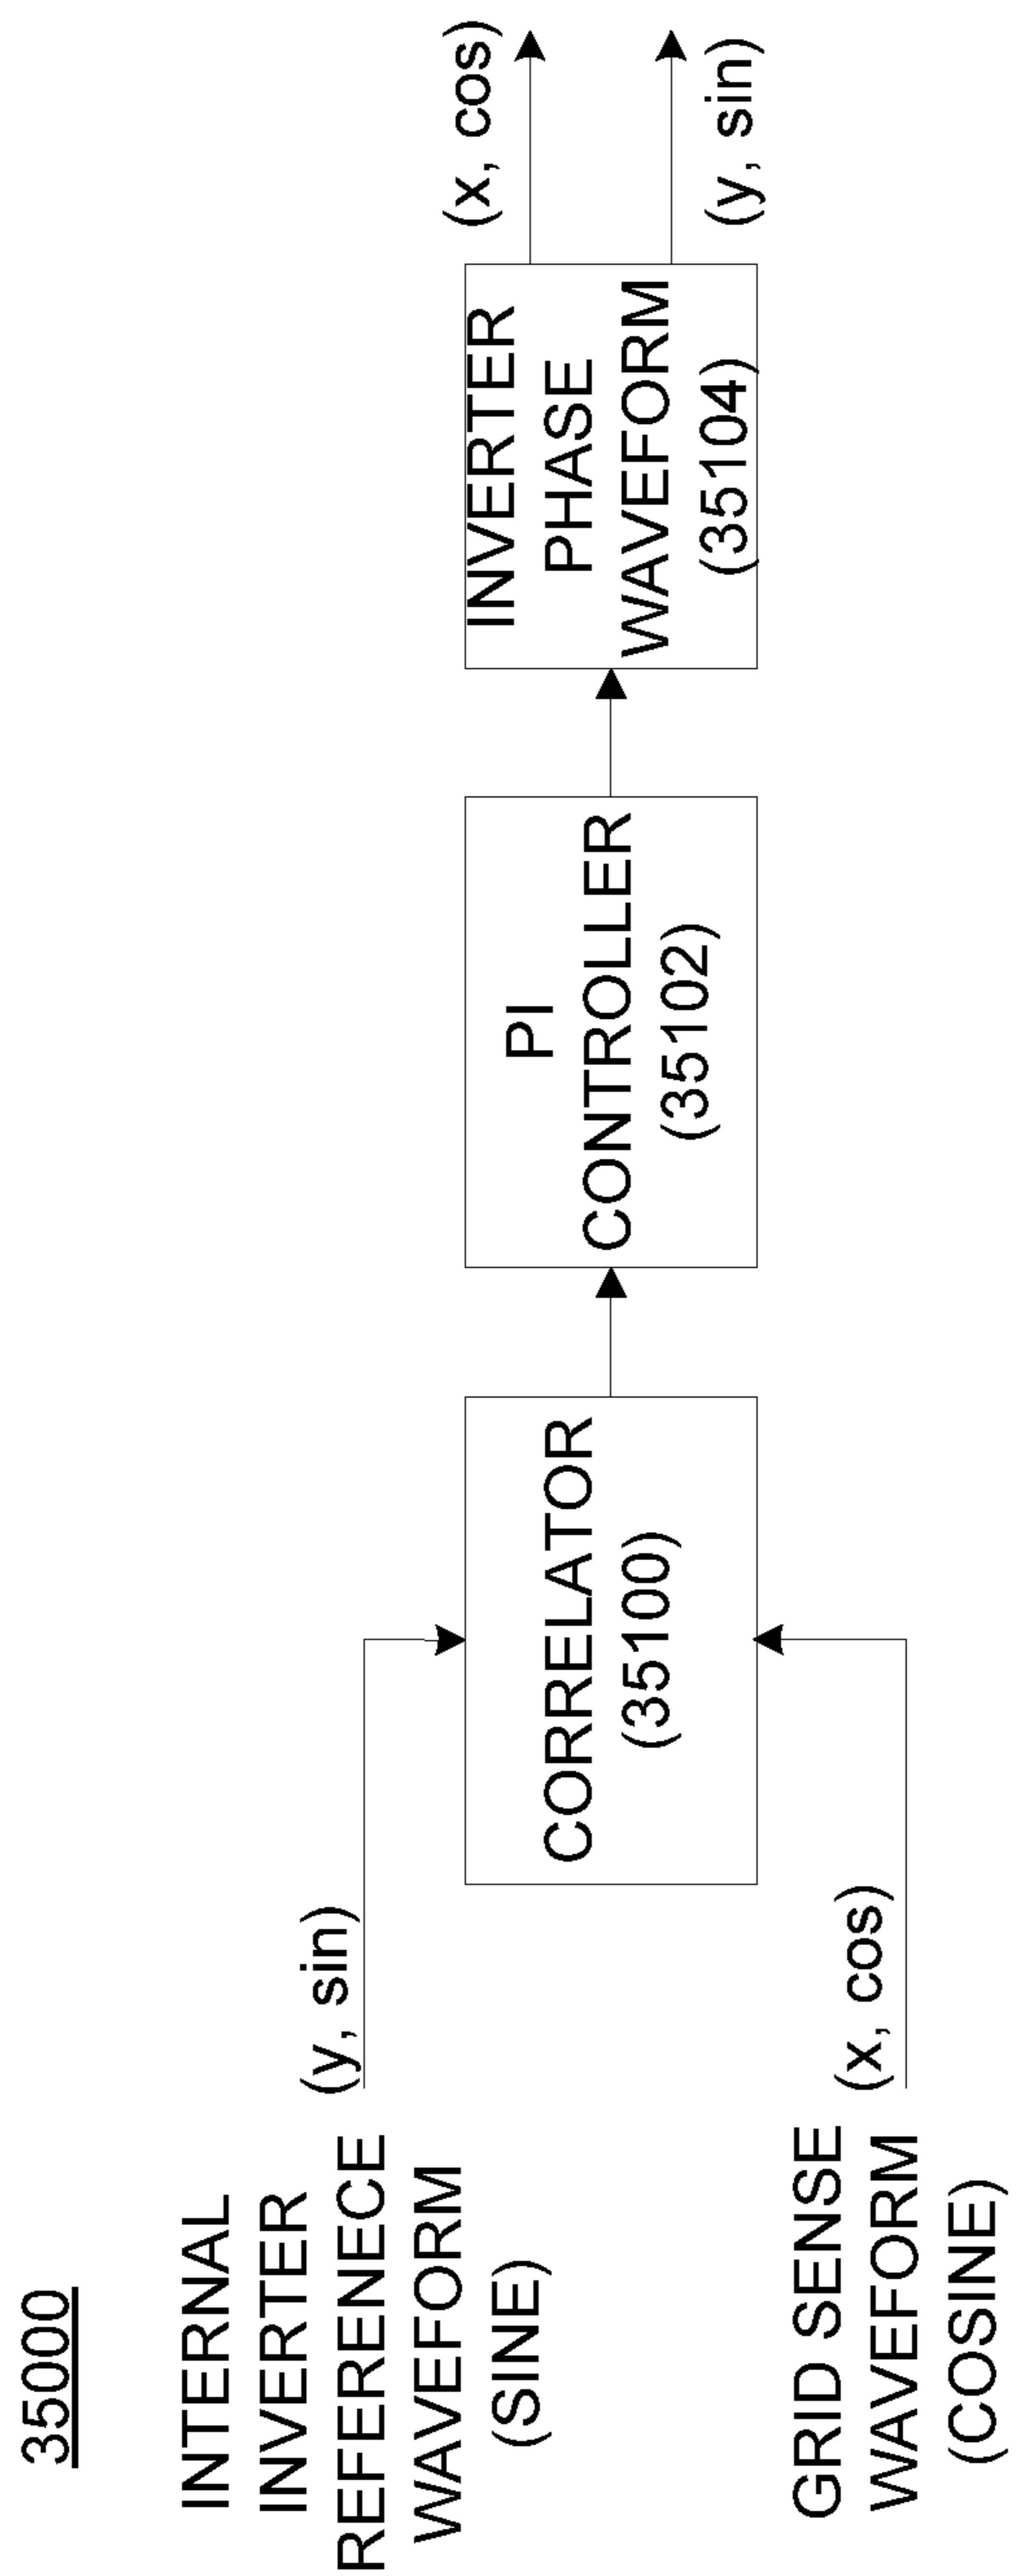 35000
INTERNAL
INVERTER
REFERENECE
WAVEFORM
(SINE)
(y, sin)
GRID SENSE
WAVEFORM
(COSINE)
(x, cos)
CORRELATOR
(35100)
PI
CONTROLLER
(35102)
INVERTER
PHASE
WAVEFORM
(35104)
(x, cos)
(y, sin)